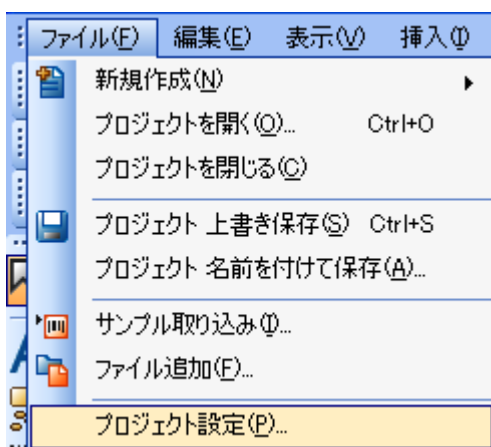 ファイル(F) 編集(E) 表示(V) 挿入(I)
新規作成(N)
プロジェクトを開く(O)... Ctrl+O
プロジェクトを閉じる(C)
プロジェクト 上書き保存(S) Ctrl+S
プロジェクト 名前を付けて保存(A)...
サンプル取り込み(I)...
ファイル追加(F)...
プロジェクト設定(P)...